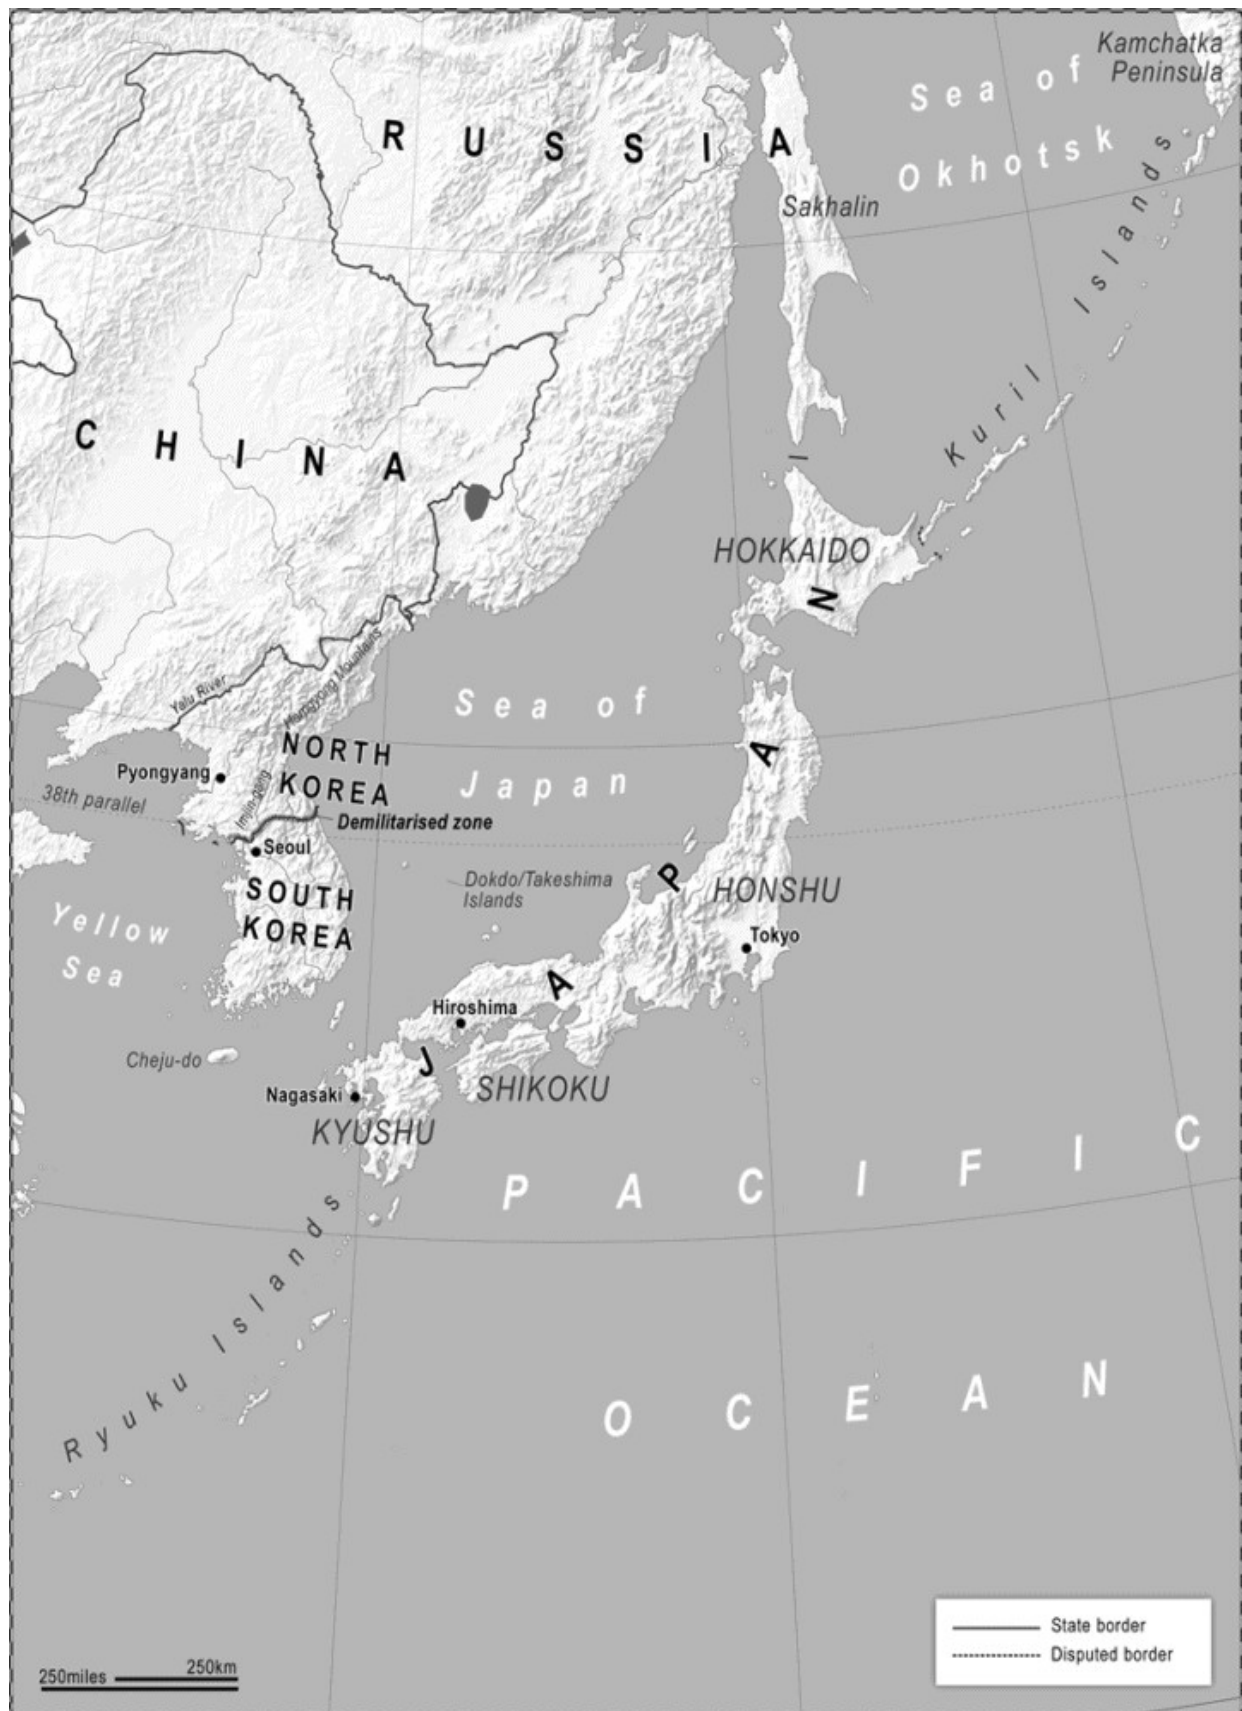 Kamchatka
Peninsula
Sea of
Okhotsk
RUSSIA
Sakhalin
Kuril Islands
CHINA
HOKKAIDO
Yalu River
Hamgyong Mountains
Sea of
Japan
NORTH
KOREA
Pyongyang
38th parallel
Imjin-gang
Demilitarised zone
Seoul
SOUTH
KOREA
Dokdo/Takeshima
Islands
HONSHU
Tokyo
Yellow
Sea
JAPAN
Hiroshima
Cheju-do
Nagasaki
SHIKOKU
KYUSHU
PACIFIC
OCEAN
Ryuku Islands
State border
Disputed border
250km
250miles